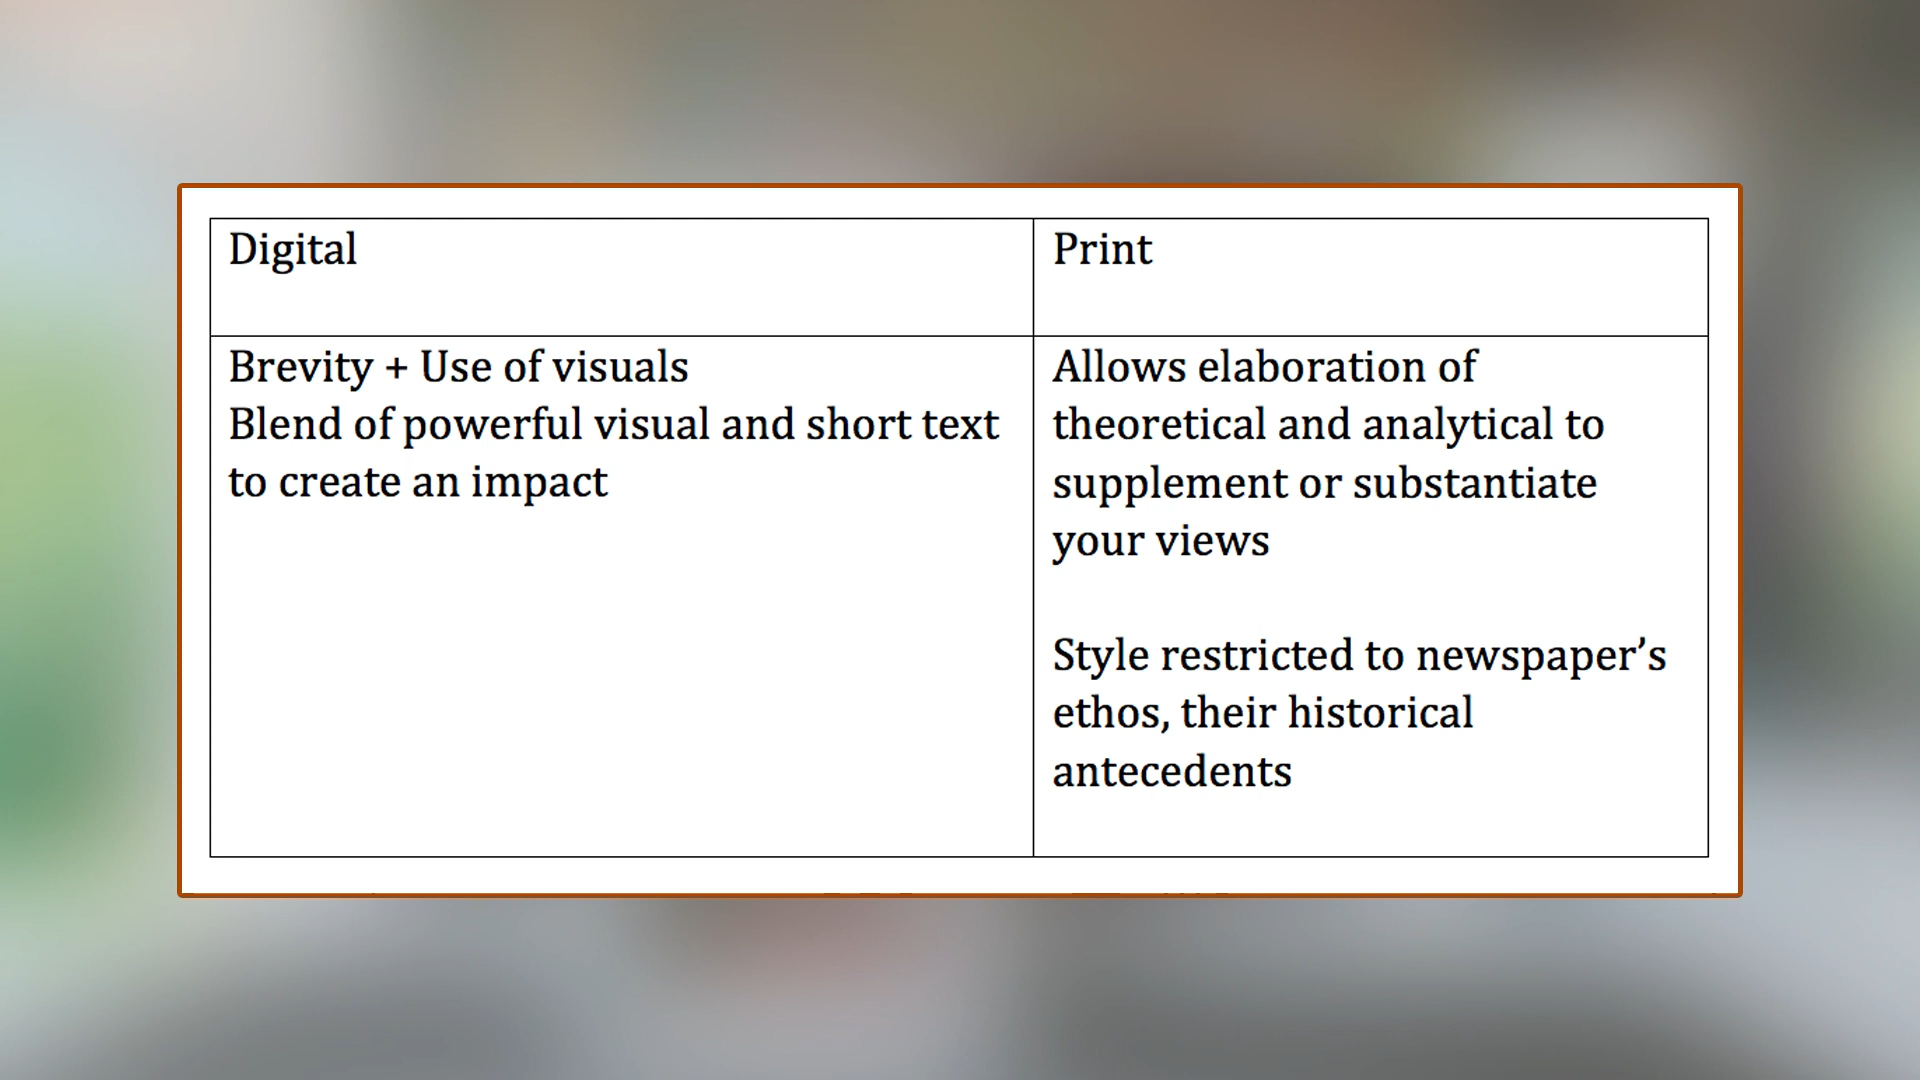 Digital
Print
Brevity + Use of visuals
Blend of powerful visual and short text
to create an impact
Allows elaboration of
theoretical and analytical to
supplement or substantiate
your views
Style restricted to newspaper’s
ethos, their historical
antecedents